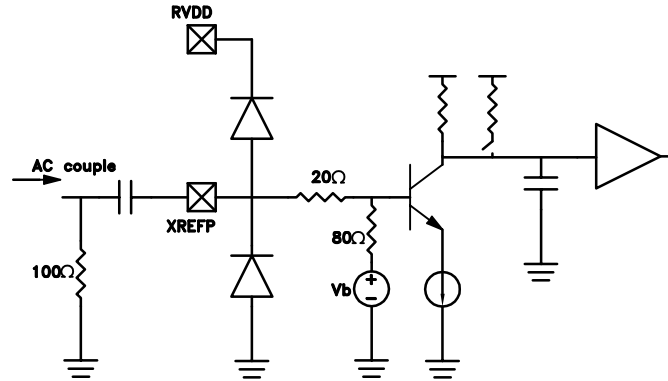 RVDD
AC couple
XREFP
20Ω
80Ω
100Ω
Vb